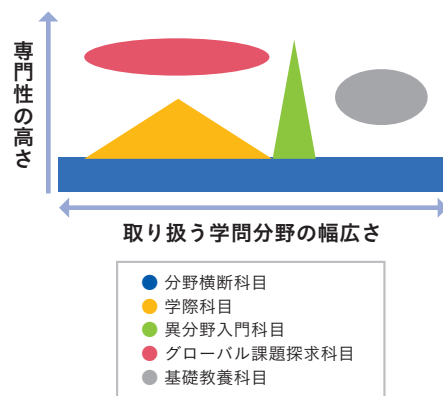 専門性の高さ
取り扱う学問分野の幅広さ
分野横断科目
学際科目
異分野入門科目
グローバル課題探求科目
基礎教養科目